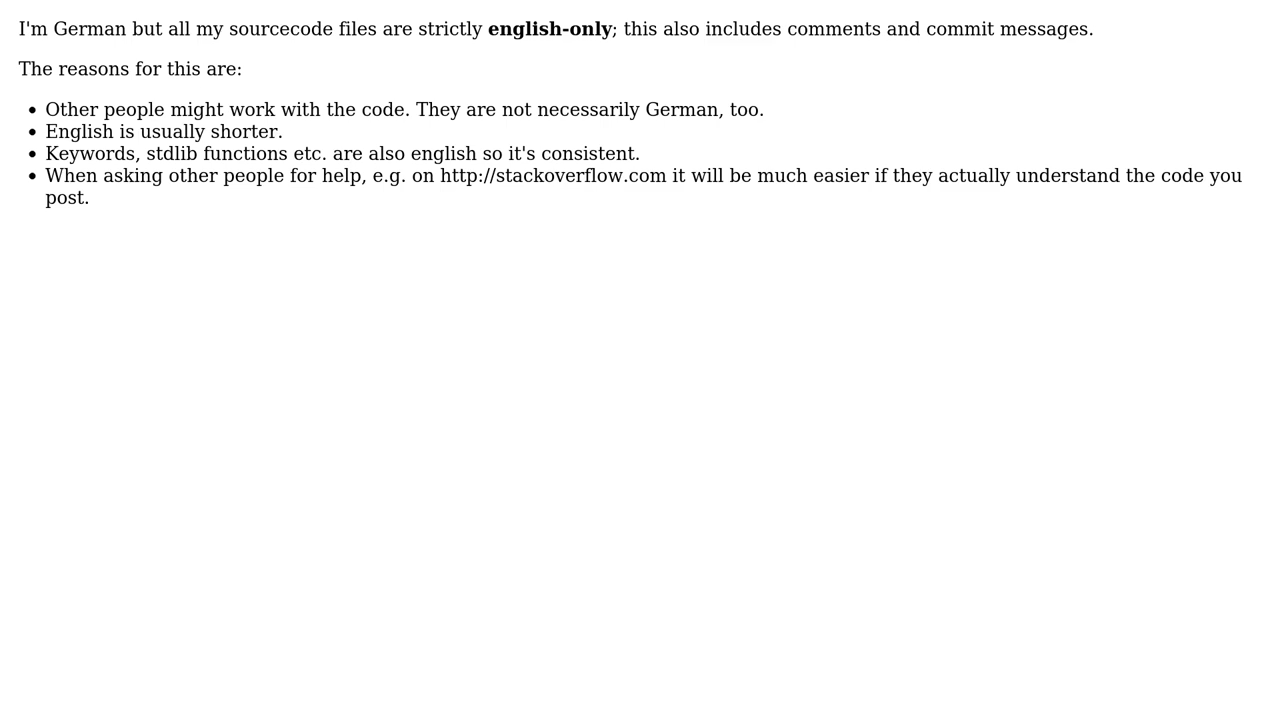 I'm German but all my sourcecode files are strictly english-only; this also includes comments and commit messages.
The reasons for this are:
• Other people might work with the code. They are not necessarily German, too.
• English is usually shorter.
• Keywords, stdlib functions etc. are also english so it's consistent.
• When asking other people for help, e.g. on http://stackoverflow.com it will be much easier if they actually understand the code you
post.